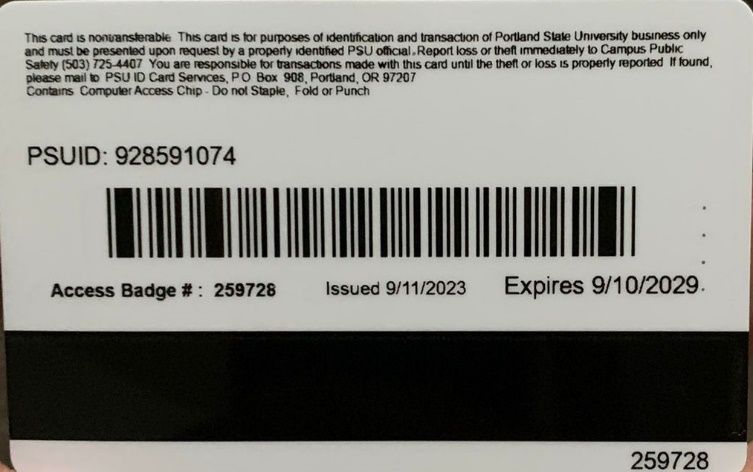 This card is nontransferable This card is for purposes of identification and transaction of Portland State University business only
and must be presented upon request by a properly identified PSU official. Report loss or theft immediately to Campus Public
Safety (503) 725-4407 You are responsible for transactions made with this card until the theft or loss is properly reported If found,
please mail to PSU ID Card Services, P O Box 908, Portland, OR 97207
Contains Computer Access Chip - Do not Staple, Fold or Punch
PSUID: 928591074
Access Badge # : 259728 Issued 9/11/2023 Expires 9/10/2029
259728